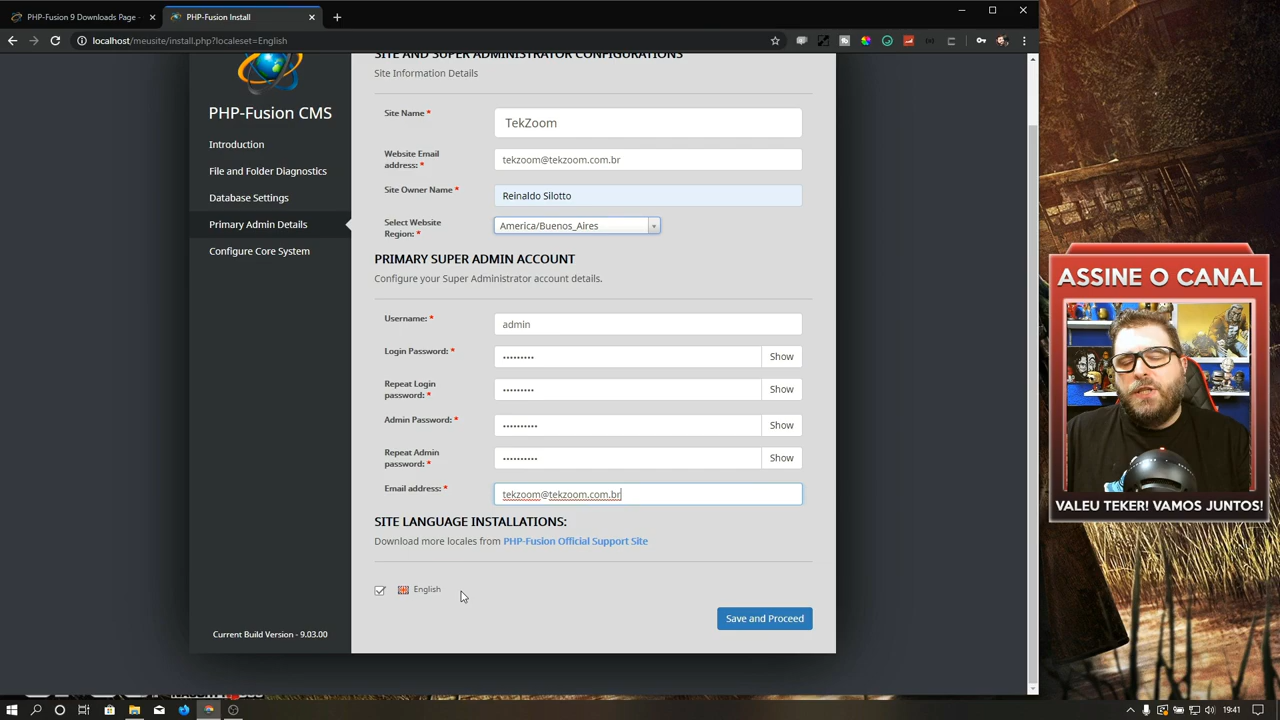 PHP-Fusion 9 Downloads Page -
PHP-Fusion Install
localhost/meusite/install.php?localeset=English
PHP-Fusion CMS
Introduction
File and Folder Diagnostics
Database Settings
Primary Admin Details
Configure Core System
Current Build Version - 9.03.00
SITE AND SUPER ADMINISTRATOR CONFIGURATIONS
Site Information Details
Site Name *
TekZoom
Website Email
address: *
tekzoom@tekzoom.com.br
Site Owner Name *
Reinaldo Silotto
Select Website
Region: *
America/Buenos_Aires
PRIMARY SUPER ADMIN ACCOUNT
Configure your Super Administrator account details.
Username: *
admin
Login Password: *
Show
Repeat Login
password: *
Show
Admin Password: *
Show
Repeat Admin
password: *
Show
Email address: *
tekzoom@tekzoom.com.br
SITE LANGUAGE INSTALLATIONS:
Download more locales from PHP-Fusion Official Support Site
English
Save and Proceed
ASSINE O CANAL
VALEU TEKER! VAMOS JUNTOS!
19:41